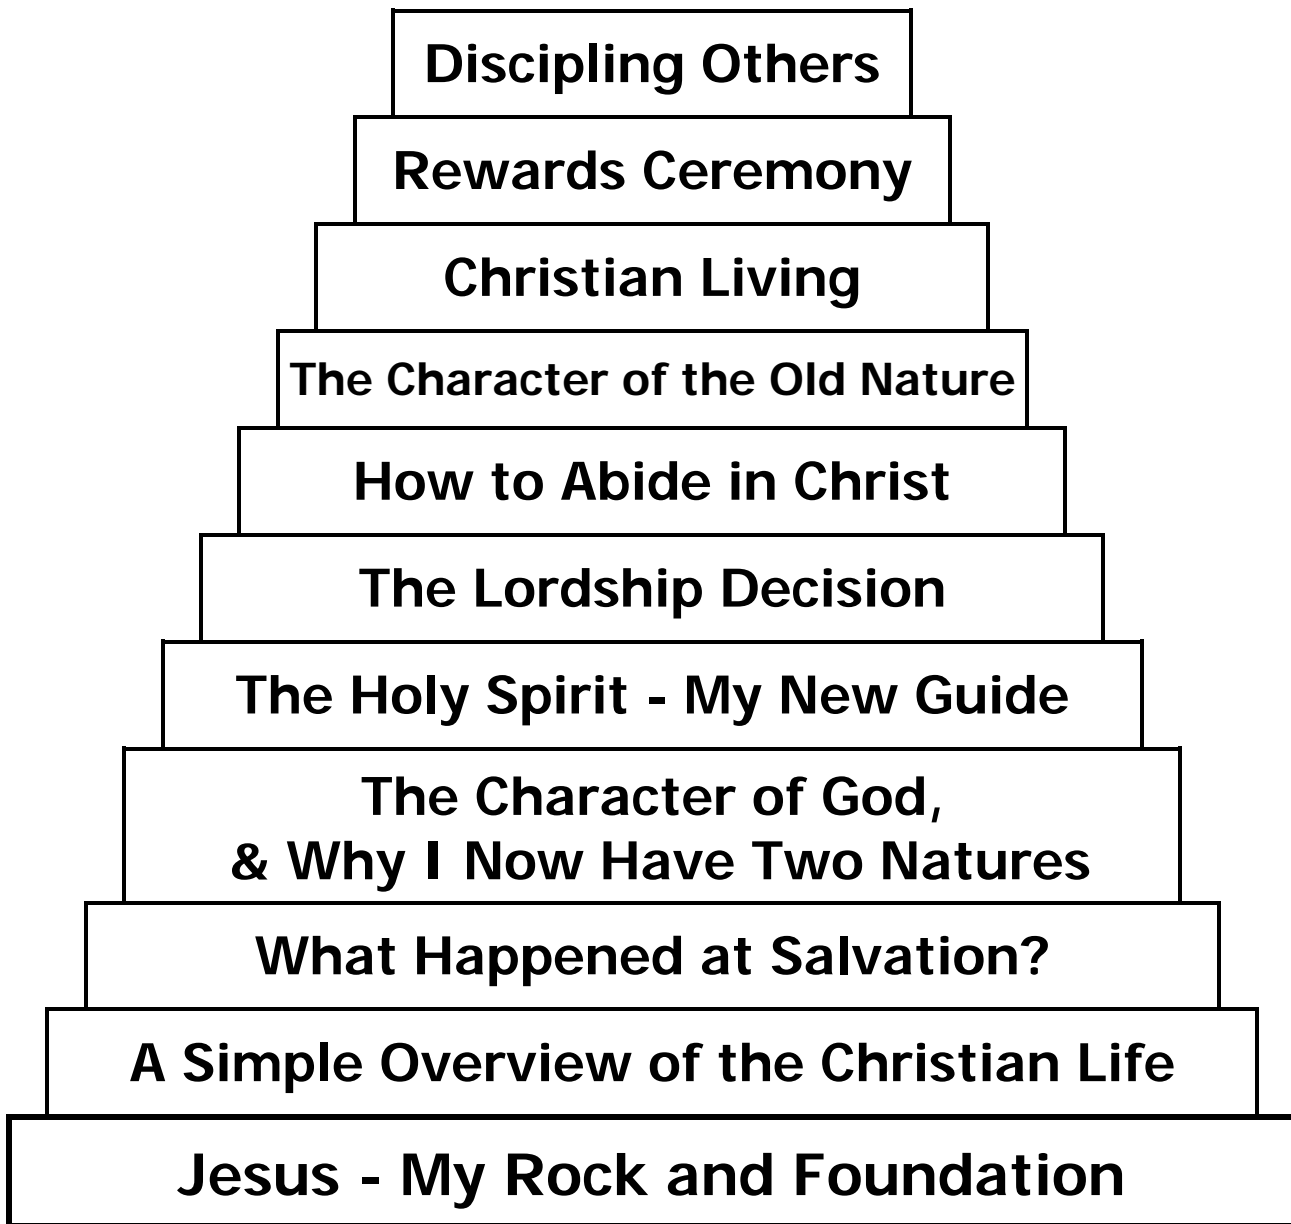 Discipling Others
Rewards Ceremony
Christian Living
The Character of the Old Nature
How to Abide in Christ
The Lordship Decision
The Holy Spirit - My New Guide
The Character of God,
& Why I Now Have Two Natures
What Happened at Salvation?
A Simple Overview of the Christian Life
Jesus - My Rock and Foundation